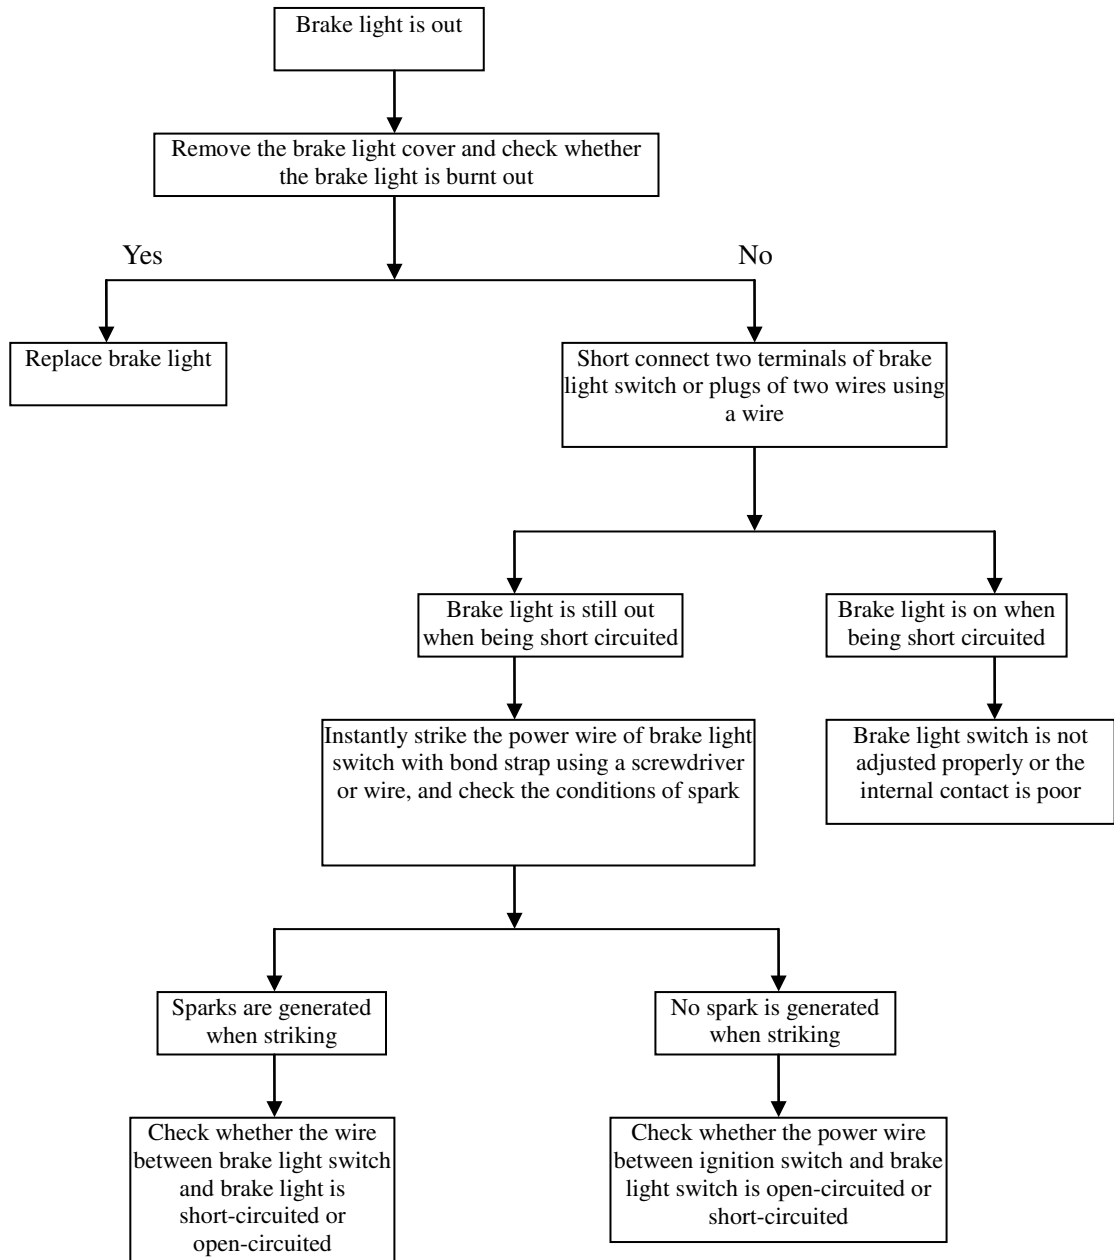 Brake light is out
Remove the brake light cover and check whether
the brake light is burnt out
Yes
No
Replace brake light
Short connect two terminals of brake
light switch or plugs of two wires using
a wire
Brake light is still out
when being short circuited
Brake light is on when
being short circuited
Instantly strike the power wire of brake light
switch with bond strap using a screwdriver
or wire, and check the conditions of spark
Brake light switch is not
adjusted properly or the
internal contact is poor
Sparks are generated
when striking
No spark is generated
when striking
Check whether the wire
between brake light switch
and brake light is
short-circuited or
open-circuited
Check whether the power wire
between ignition switch and brake
light switch is open-circuited or
short-circuited